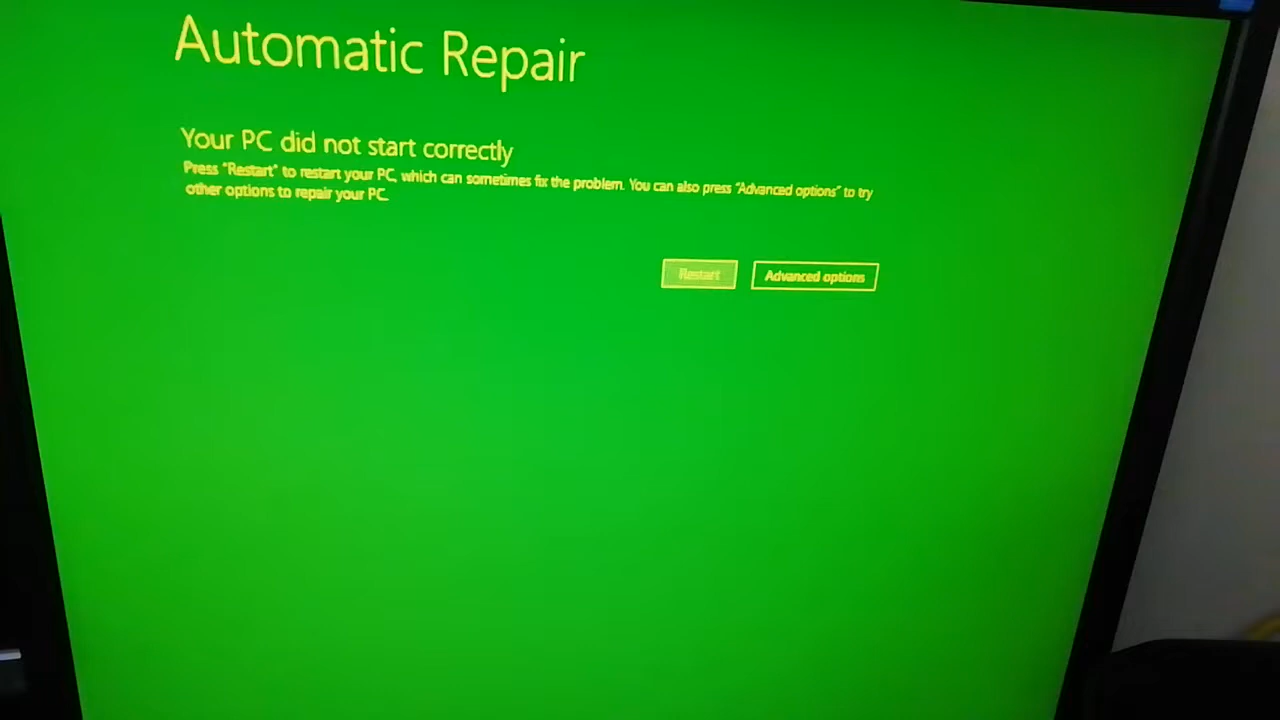 Automatic Repair
Your PC did not start correctly
Press "Restart" to restart your PC, which can sometimes fix the problem. You can also press "Advanced options" to try
other options to repair your PC.
Restart
Advanced options